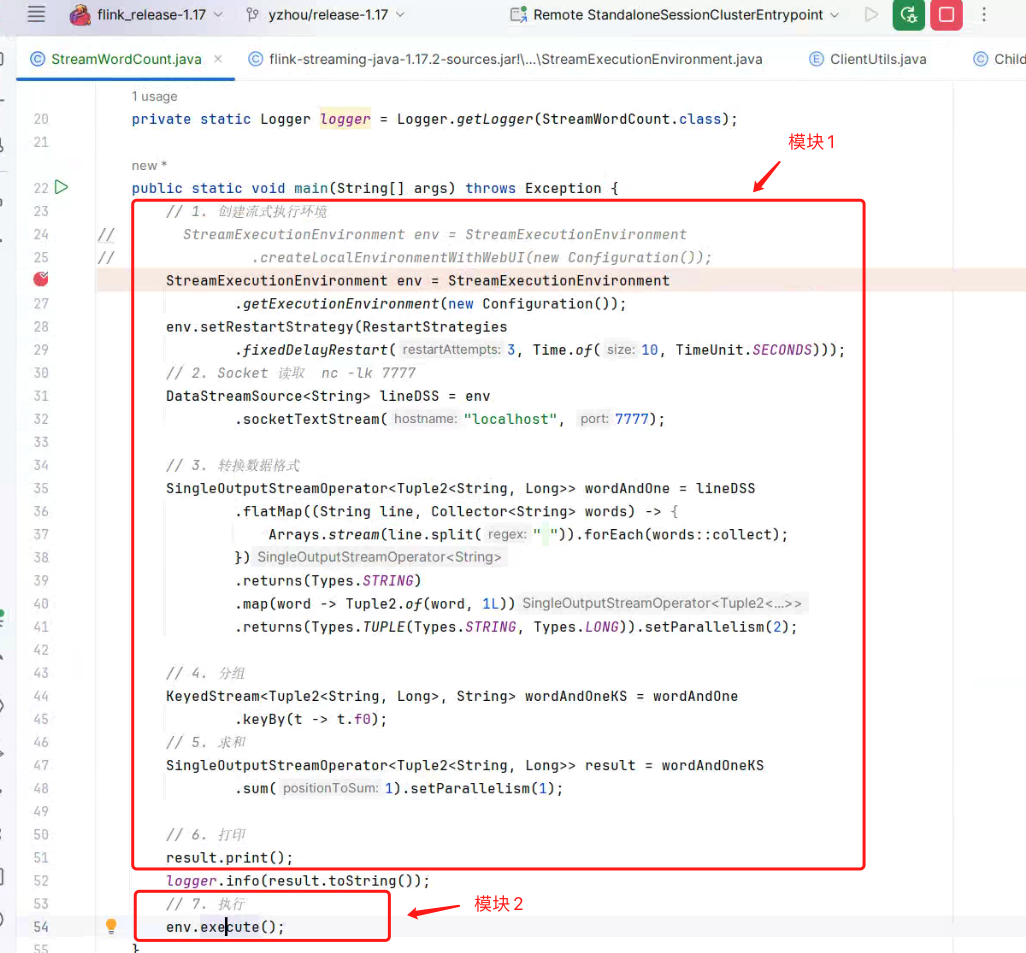 flink_release-1.17 yzhou/release-1.17 Remote StandaloneSessionClusterEntrypoint
StreamWordCount.java flink-streaming-java-1.17.2-sources.jar!\...\StreamExecutionEnvironment.java ClientUtils.java Child
1 usage
20 private static Logger logger = Logger.getLogger(StreamWordCount.class);
21
模块1
new *
22 public static void main(String[] args) throws Exception {
23 // 1. 创建流式执行环境
24 // StreamExecutionEnvironment env = StreamExecutionEnvironment
25 // .createLocalEnvironmentWithWebUI(new Configuration());
StreamExecutionEnvironment env = StreamExecutionEnvironment
27 .getExecutionEnvironment(new Configuration());
28 env.setRestartStrategy(RestartStrategies
29 .fixedDelayRestart( restartAttempts: 3, Time.of( size: 10, TimeUnit.SECONDS)));
30 // 2. Socket 读取 nc -lk 7777
31 DataStreamSource<String> lineDSS = env
32 .socketTextStream( hostname: "localhost", port: 7777);
33
34 // 3. 转换数据格式
35 SingleOutputStreamOperator<Tuple2<String, Long>> wordAndOne = lineDSS
36 .flatMap((String line, Collector<String> words) -> {
37 Arrays.stream(line.split( regex: " ")).forEach(words::collect);
38 }) SingleOutputStreamOperator<String>
39 .returns(Types.STRING)
40 .map(word -> Tuple2.of(word, 1L)) SingleOutputStreamOperator<Tuple2<...>>
41 .returns(Types.TUPLE(Types.STRING, Types.LONG)).setParallelism(2);
42
43 // 4. 分组
44 KeyedStream<Tuple2<String, Long>, String> wordAndOneKS = wordAndOne
45 .keyBy(t -> t.f0);
46 // 5. 求和
47 SingleOutputStreamOperator<Tuple2<String, Long>> result = wordAndOneKS
48 .sum( positionToSum: 1).setParallelism(1);
49
50 // 6. 打印
51 result.print();
52 logger.info(result.toString());
53 // 7. 执行
模块2
54 env.execute();
55 }